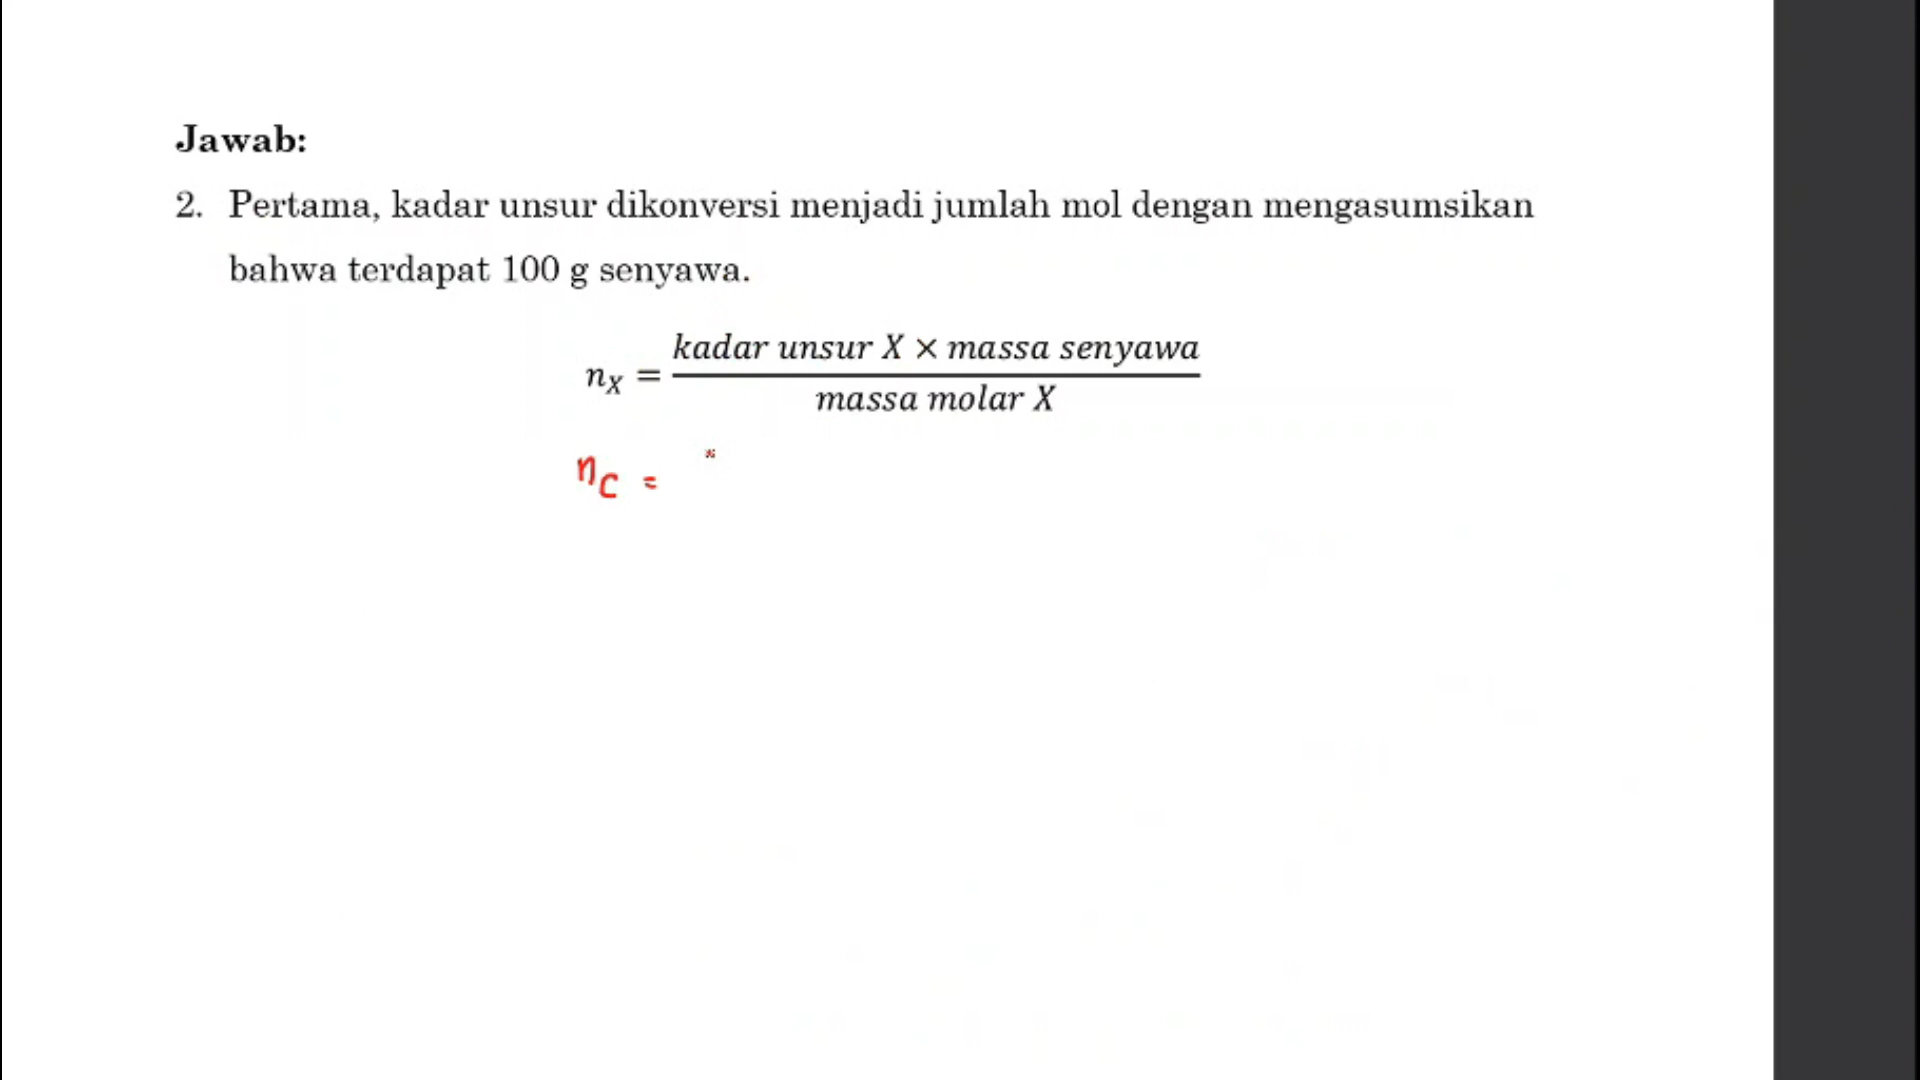 Jawab:
2. Pertama, kadar unsur dikonversi menjadi jumlah mol dengan mengasumsikan
bahwa terdapat 100 g senyawa.
n_X = \frac{kadar unsur X × massa senyawa}{massa molar X}
n_C =